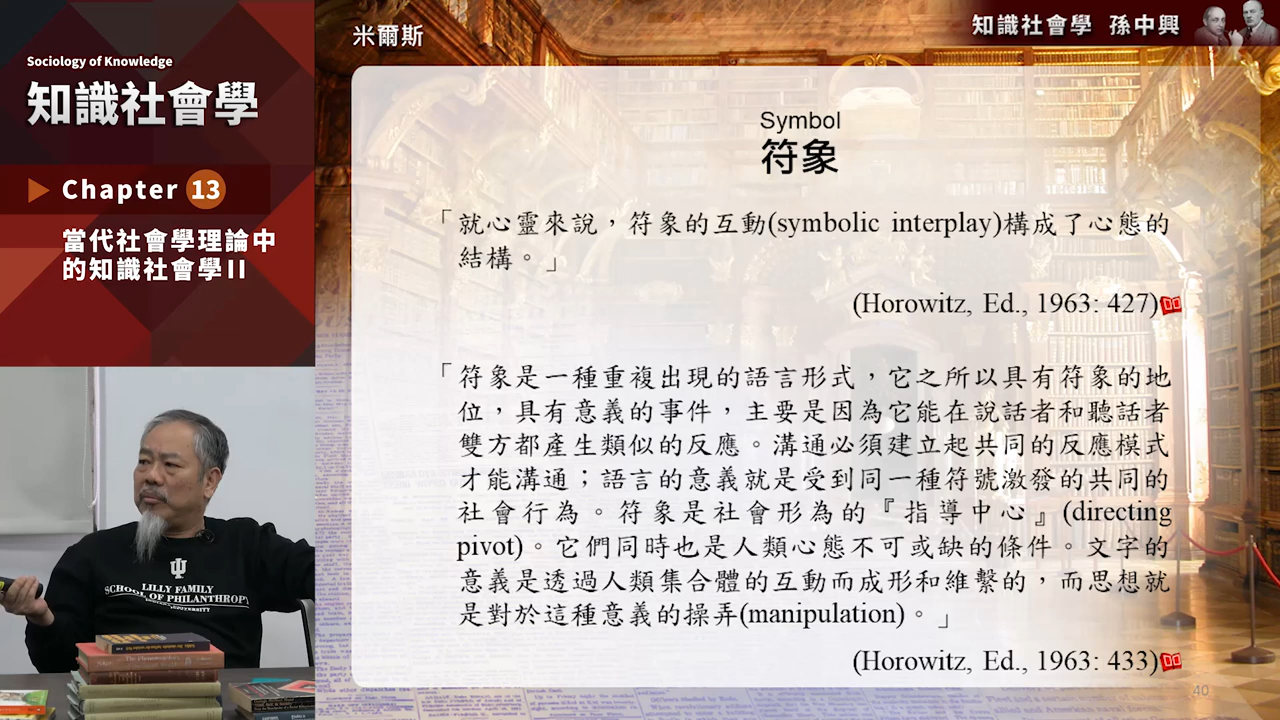 Sociology of Knowledge
知識社會學
Chapter 13
當代社會學理論中
的知識社會學II
米爾斯
知識社會學 孫中興
Symbol
符象
「就心靈來說，符象的互動(symbolic interplay)構成了心態的
結構。」
(Horowitz, Ed., 1963: 427)
「符象是一種重複出現的語言形式，它之所以具有符象的地
位，具有意義的事件，主要是因為它能在說話者和聽話者
雙方都產生類似的反應 溝通必須建立起共同的反應模式
才能溝通；語言的意義就是受到同一種符號激發的共同的
社會行為。符象是社會形為的『指導中心』(directing
pivot)。它們同時也是人類心態不可或缺的條件。文字的
意義是透過人類集合體的互動而成形和維繫的，而思想就
是對於這種意義的操弄(manipulation)。」
(Horowitz, Ed., 1963: 433)
40
LILLY FAMILY
SCHOOL OF PHILANTHROPY